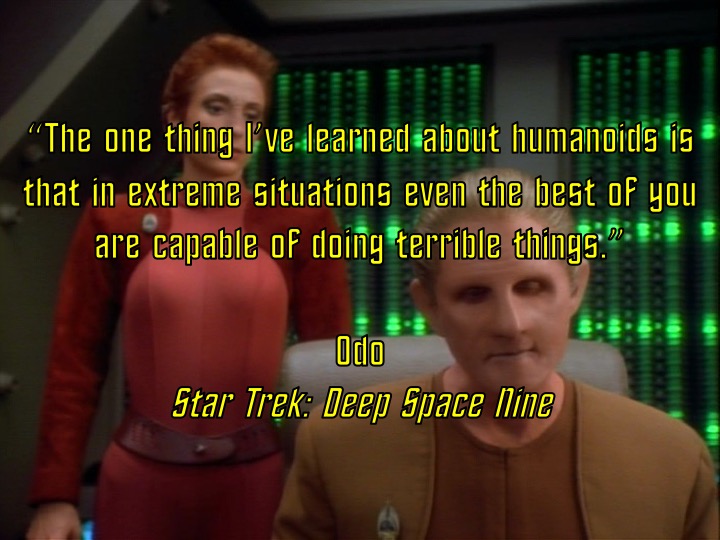 “The one thing I’ve learned about humanoids is
that in extreme situations even the best of you
are capable of doing terrible things.”
Odo
Star Trek: Deep Space Nine